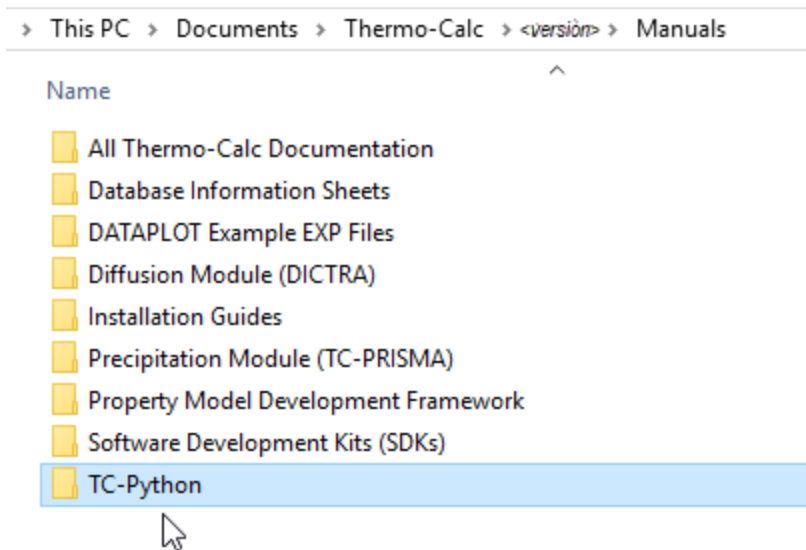 This PC > Documents > Thermo-Calc > <versiòn> > Manuals
Name
All Thermo-Calc Documentation
Database Information Sheets
DATAPLOT Example EXP Files
Diffusion Module (DICTRA)
Installation Guides
Precipitation Module (TC-PRISMA)
Property Model Development Framework
Software Development Kits (SDKs)
TC-Python